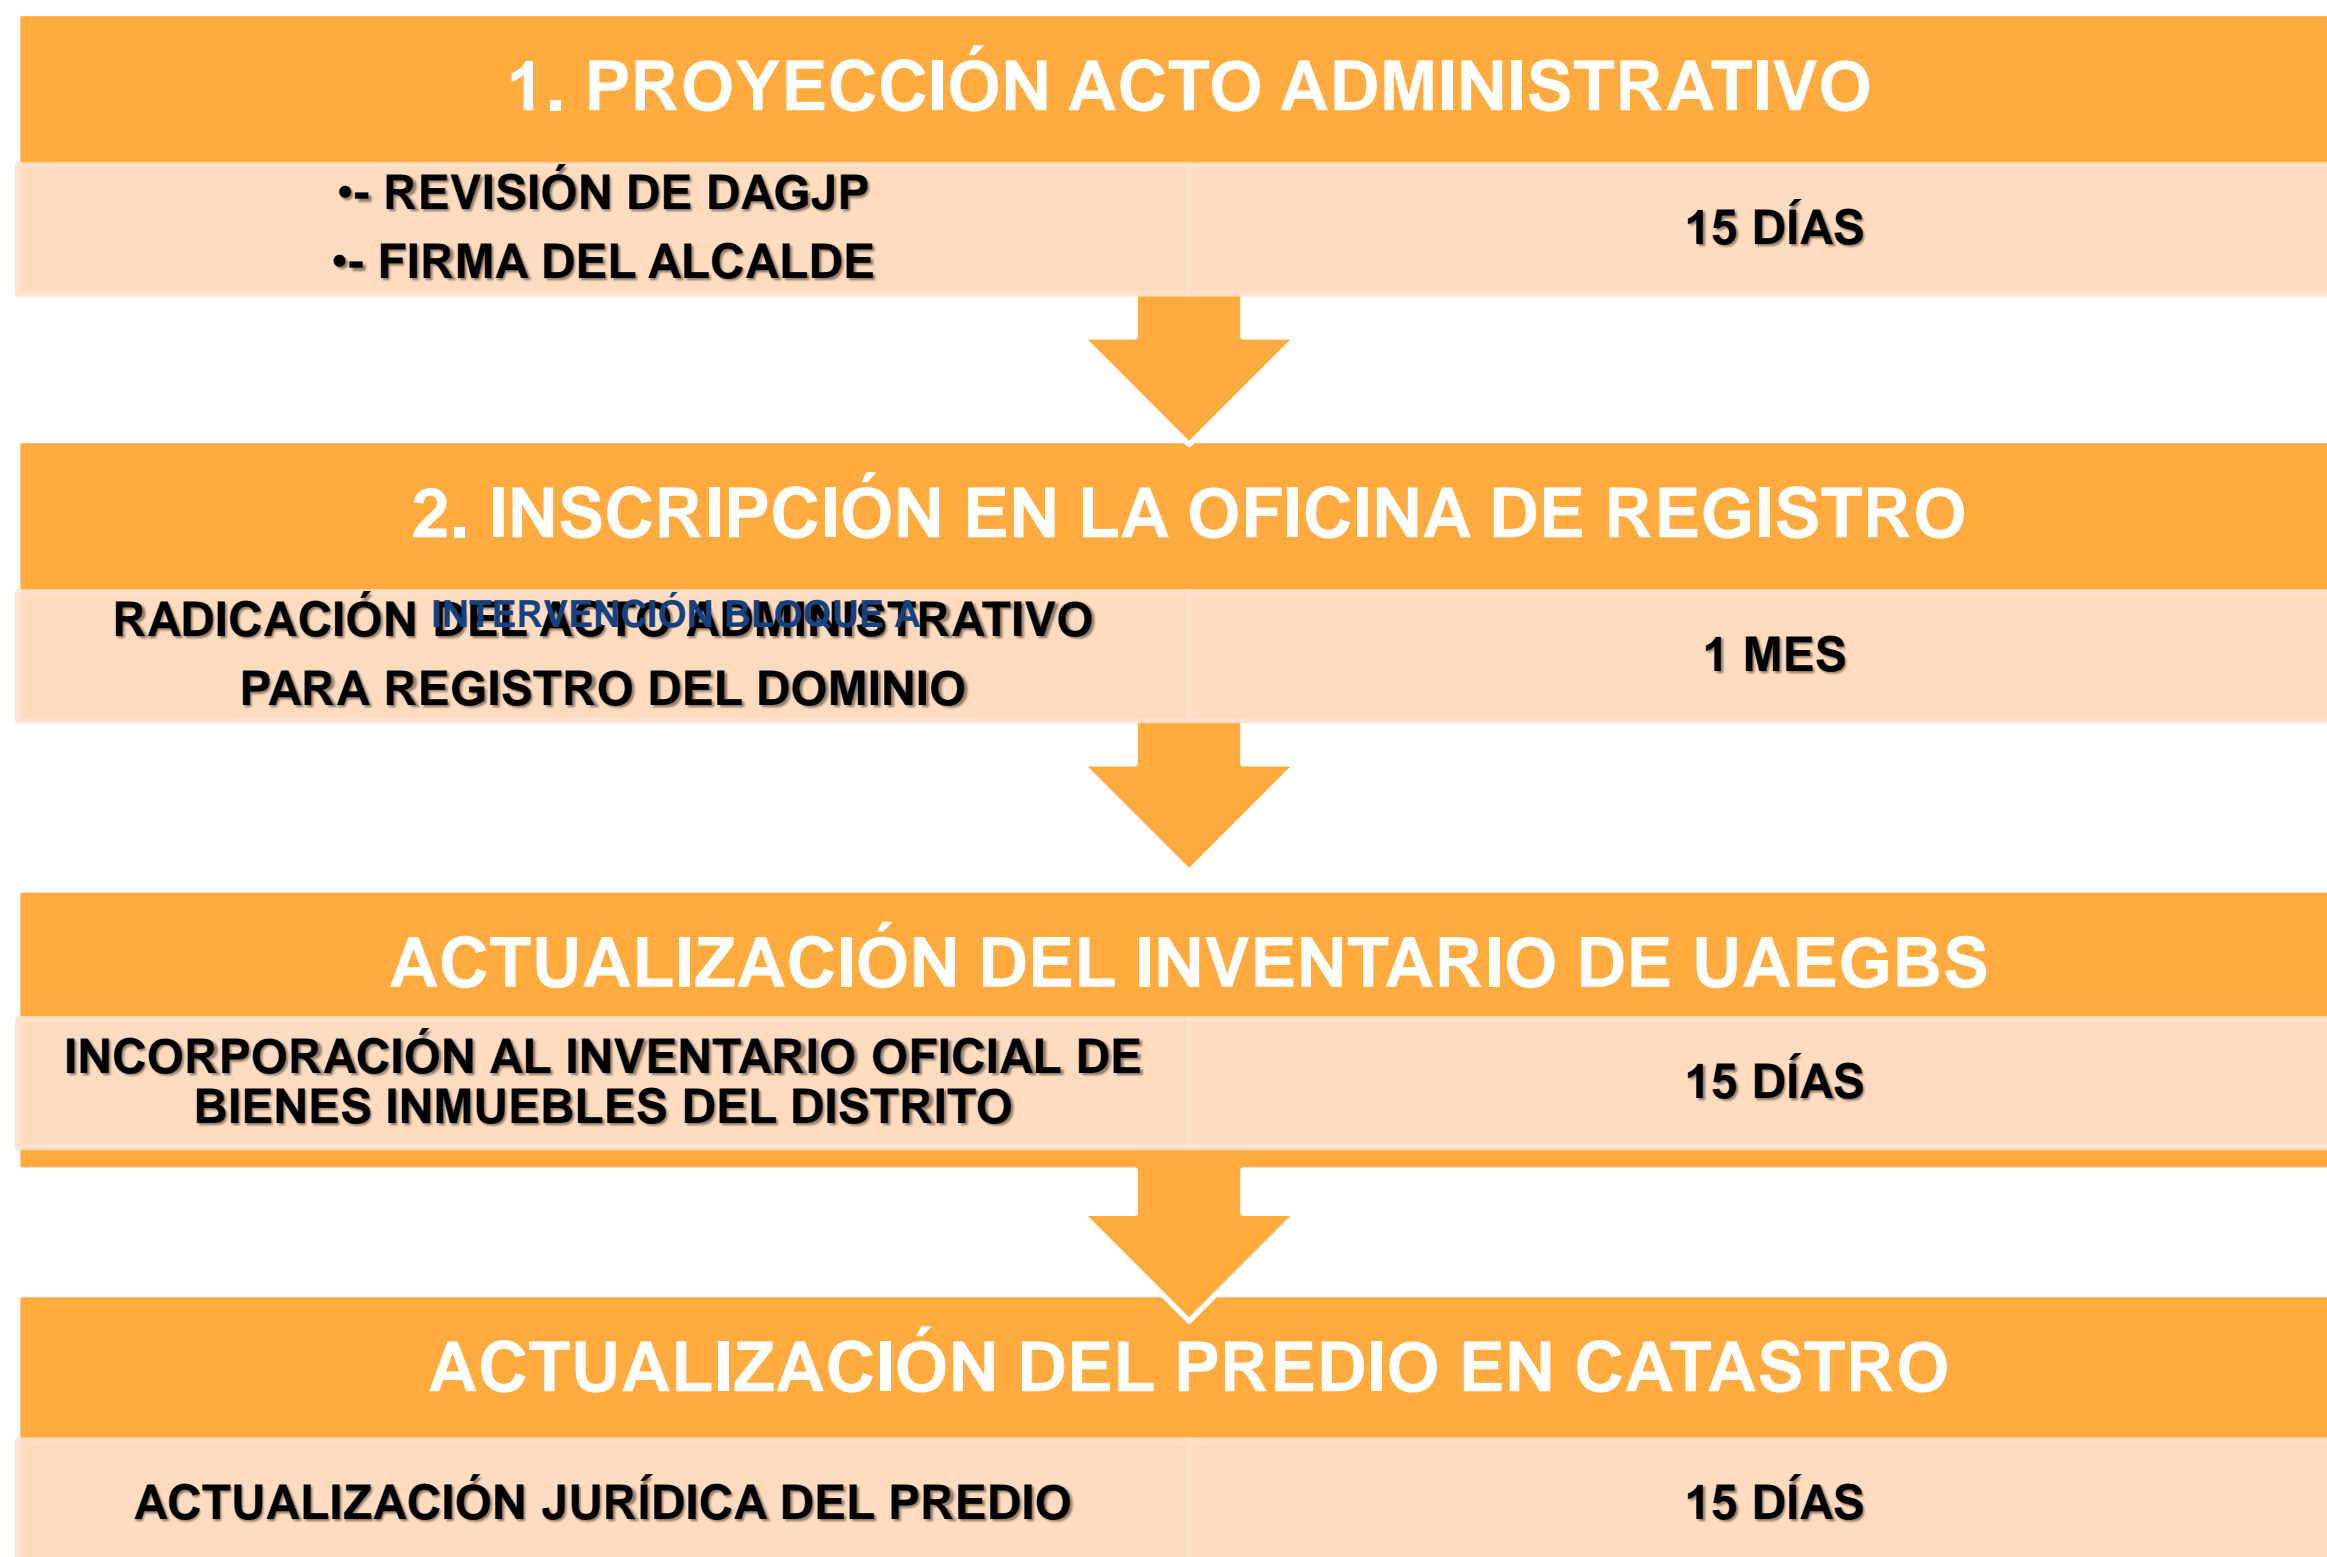 1. PROYECCIÓN ACTO ADMINISTRATIVO
•- REVISIÓN DE DAGJP
•- FIRMA DEL ALCALDE
15 DÍAS
2. INSCRIPCIÓN EN LA OFICINA DE REGISTRO
RADICACIÓN DEL ACTO ADMINISTRATIVO
INTERVENCIÓN BLOQUE A
PARA REGISTRO DEL DOMINIO
1 MES
ACTUALIZACIÓN DEL INVENTARIO DE UAEGBS
INCORPORACIÓN AL INVENTARIO OFICIAL DE
BIENES INMUEBLES DEL DISTRITO
15 DÍAS
ACTUALIZACIÓN DEL PREDIO EN CATASTRO
ACTUALIZACIÓN JURÍDICA DEL PREDIO
15 DÍAS